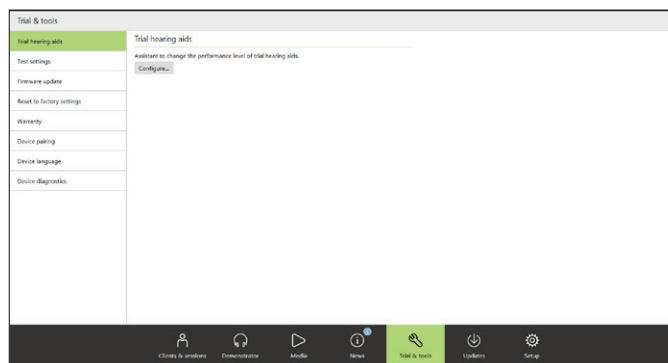 Trial & tools
Trial hearing aids
Test settings
Firmware update
Reset to factory settings
Warranty
Device pairing
Device language
Device diagnostics
Trial hearing aids
Assistant to change the performance level of trial hearing aids.
Configure...
Clients & sessions
Demonstrator
Media
News
Trial & tools
Updates
Setup